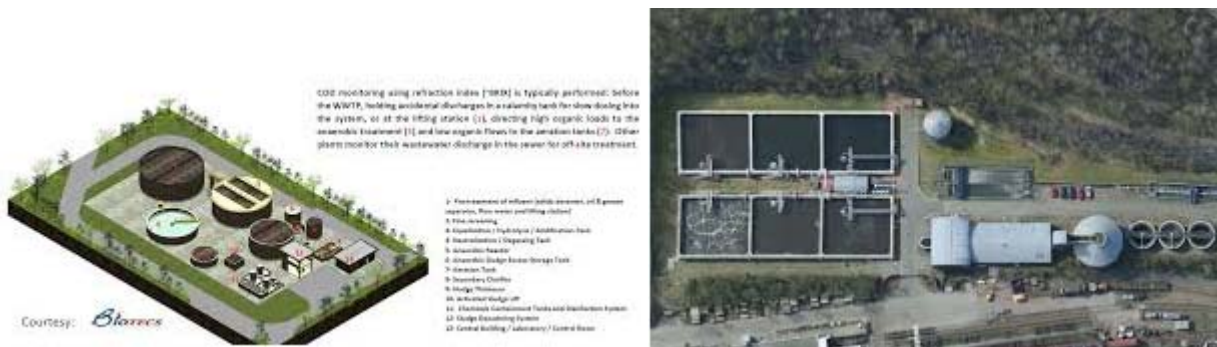 COD monitoring using refraction index [°BRIX] is typically performed: before
the WWTP, holding accidental discharges in a calamity tank for slow dosing into
the system, or at the lifting station (1), directing high organic loads to the
anaerobic treatment (5) and low organic flows to the aeration tanks (7). Other
plants monitor their wastewater discharge in the sewer for off-site treatment.
1- Pretreatment of influent (solids
separator, flow meter and lifting station)
2- Fine screening
3- Equalization / Hydrolysis / Acidification Tank
4- Neutralization / Degassing Tank
5- Anaerobic Reactor
6- Anaerobic Sludge Excess Storage Tank
7- Aeration Tank
8- Secondary Clarifier
9- Sludge Thickener
10- Activated Sludge
11- Chemicals Containment Tanks and Disinfection System
12- Sludge Dewatering System
13- Control Building / Laboratory / Control Room
Courtesy: Biotecs